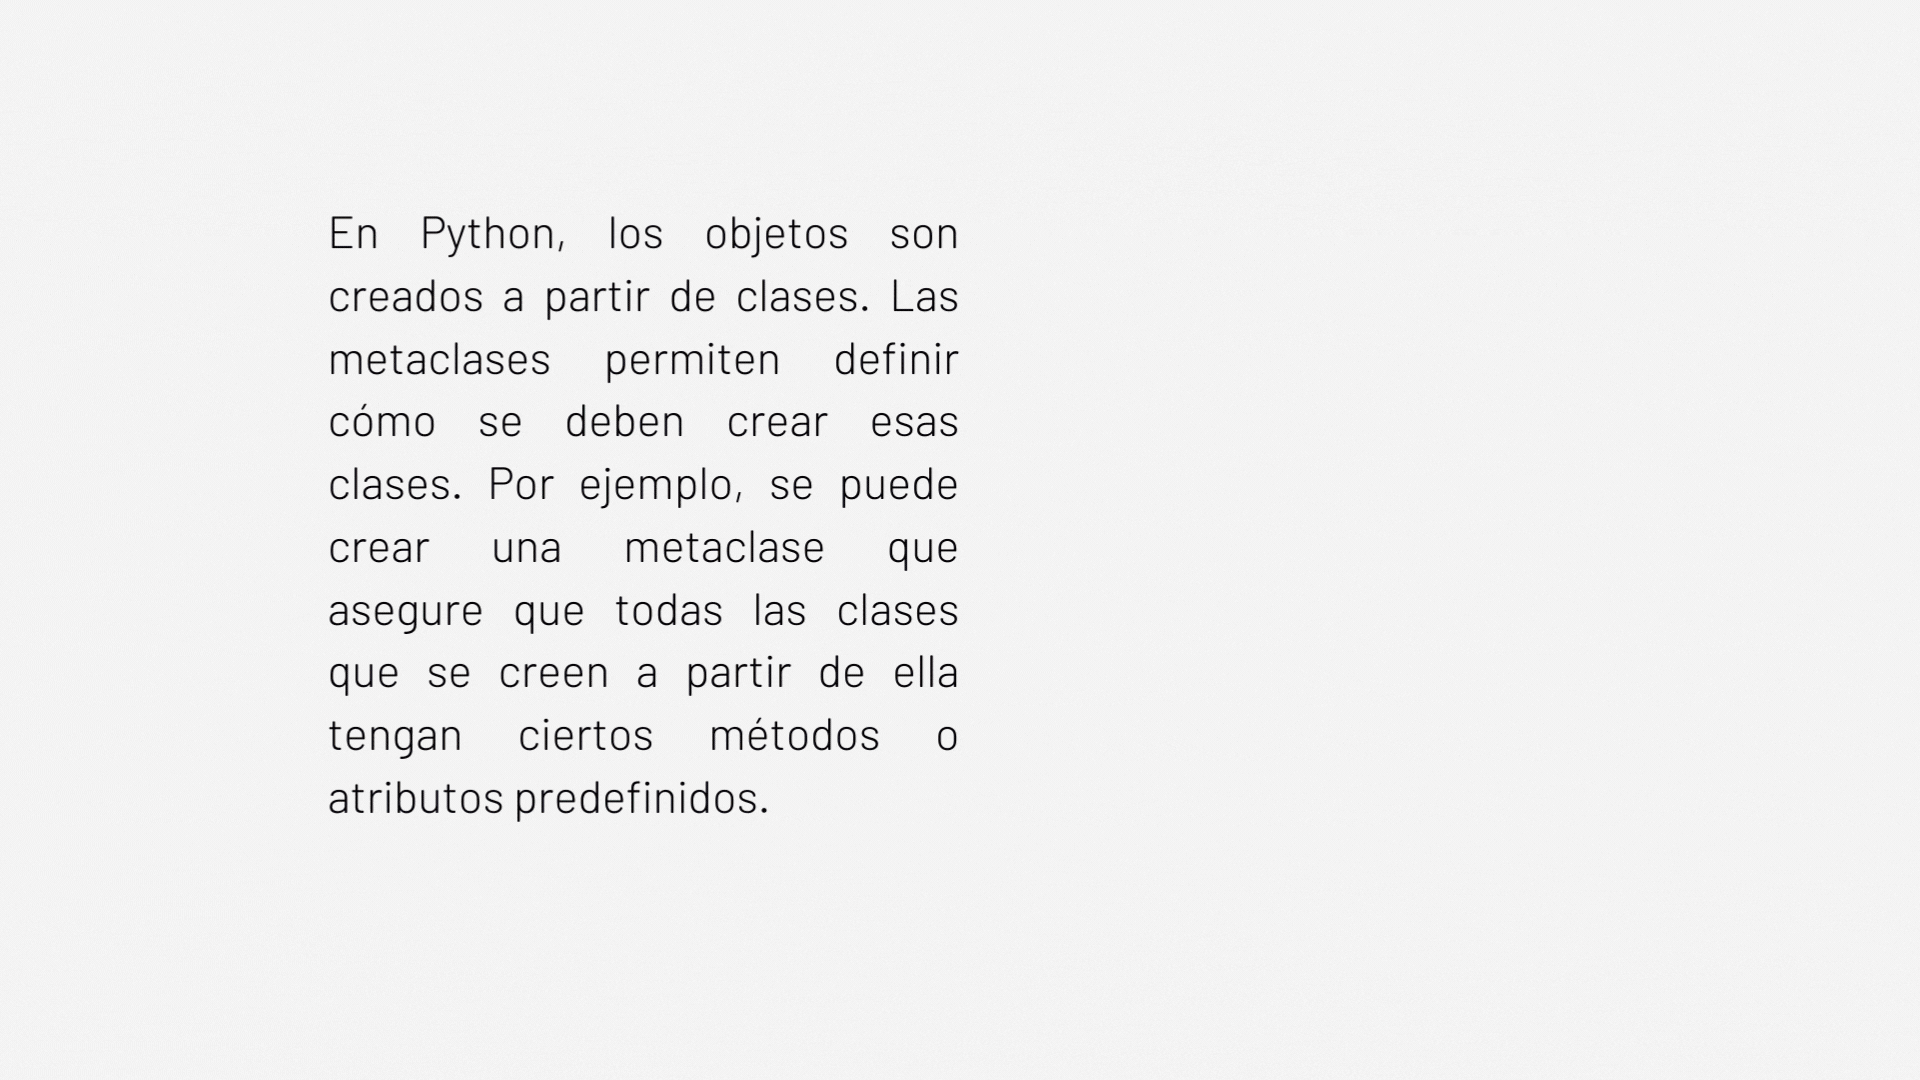 En Python, los objetos son
creados a partir de clases. Las
metaclases permiten definir
cómo se deben crear esas
clases. Por ejemplo, se puede
crear una metaclase que
asegure que todas las clases
que se creen a partir de ella
tengan ciertos métodos o
atributos predefinidos.